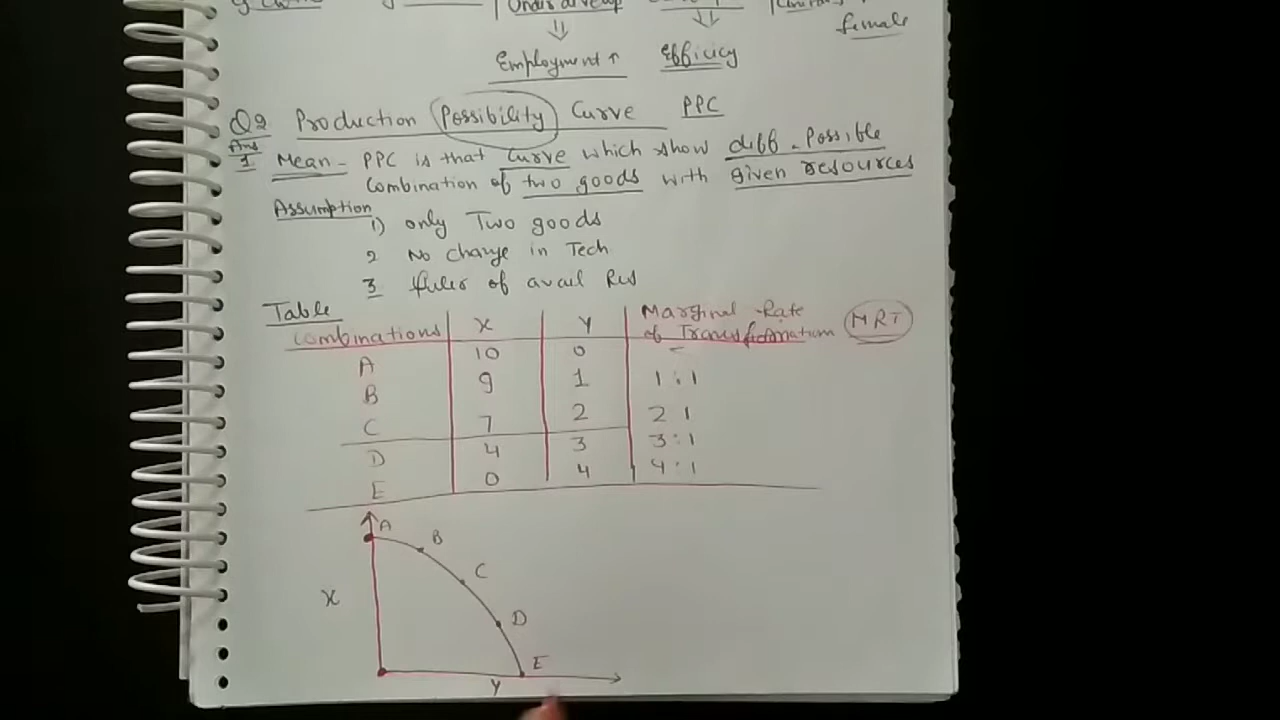 Employment ↑ Efficicy
female
Q2 Production Possibility Curve PPC
Ans
1 Mean - PPC is that Curve which show diff. Possible
Combination of two goods with given resources
Assumption
1) only Two goods
2 No change in Tech
3 of avail Res
Table
Combinations X Y Marginal Rate of Transformation MRT
A 10 0 -
B 9 1 1:1
C 7 2 2 1
D 4 3 3:1
E 0 4 4:1
A
B
C
X
D
E
Y